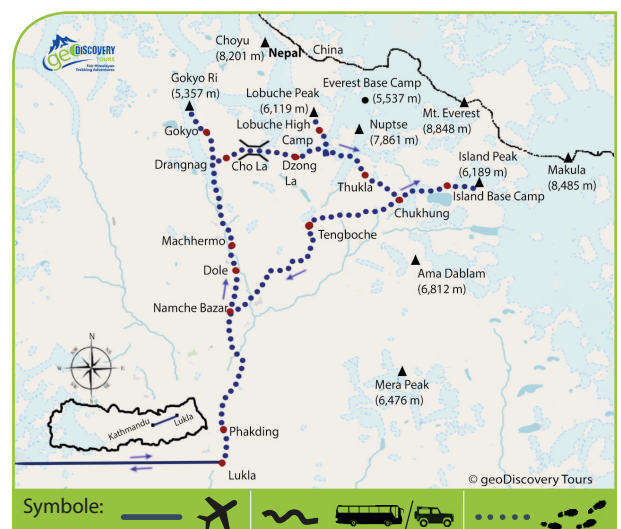 geo DISCOVERY
TOURS
Fair Himalayan
Trekking Adventures
Choyu
(8,201 m)
Nepal
China
Gokyo Ri
(5,357 m)
Lobuche Peak
(6,119 m)
Everest Base Camp
(5,537 m)
Mt. Everest
(8,848 m)
Gokyo
Lobuche High
Camp
Nuptse
(7,861 m)
Island Peak
(6,189 m)
Makula
(8,485 m)
Drangnag
Cho La
Dzong
La
Thukla
Island Base Camp
Chukhung
Tengboche
Machhermo
Dole
Ama Dablam
(6,812 m)
Namche Bazar
N
W
E
S
Mera Peak
(6,476 m)
Kathmandu
Lukla
Phakding
Lukla
© geoDiscovery Tours
Symbole: